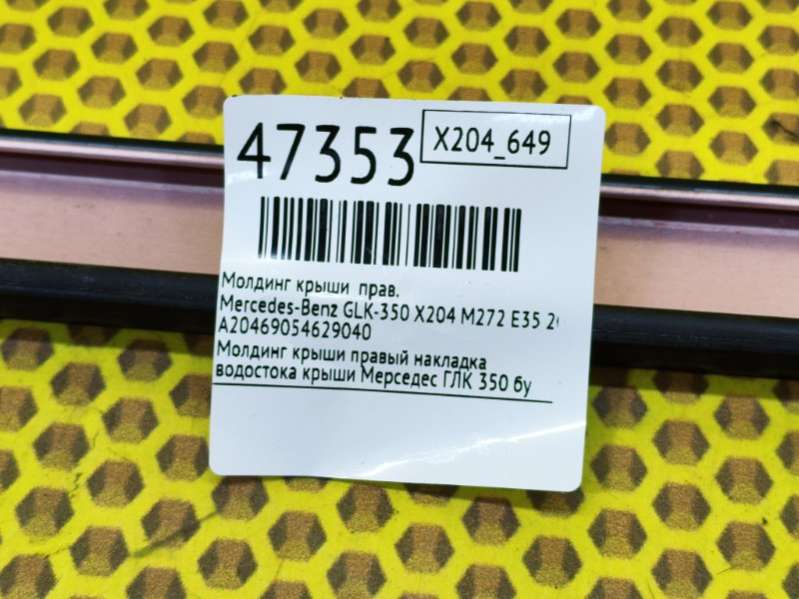 47353
X204_649
Молдинг крыши прав.
Mercedes-Benz GLK-350 X204 M272 E35
A20469054629040
Молдинг крыши правый накладка
водостока крыши Мерседес ГЛК 350 бу